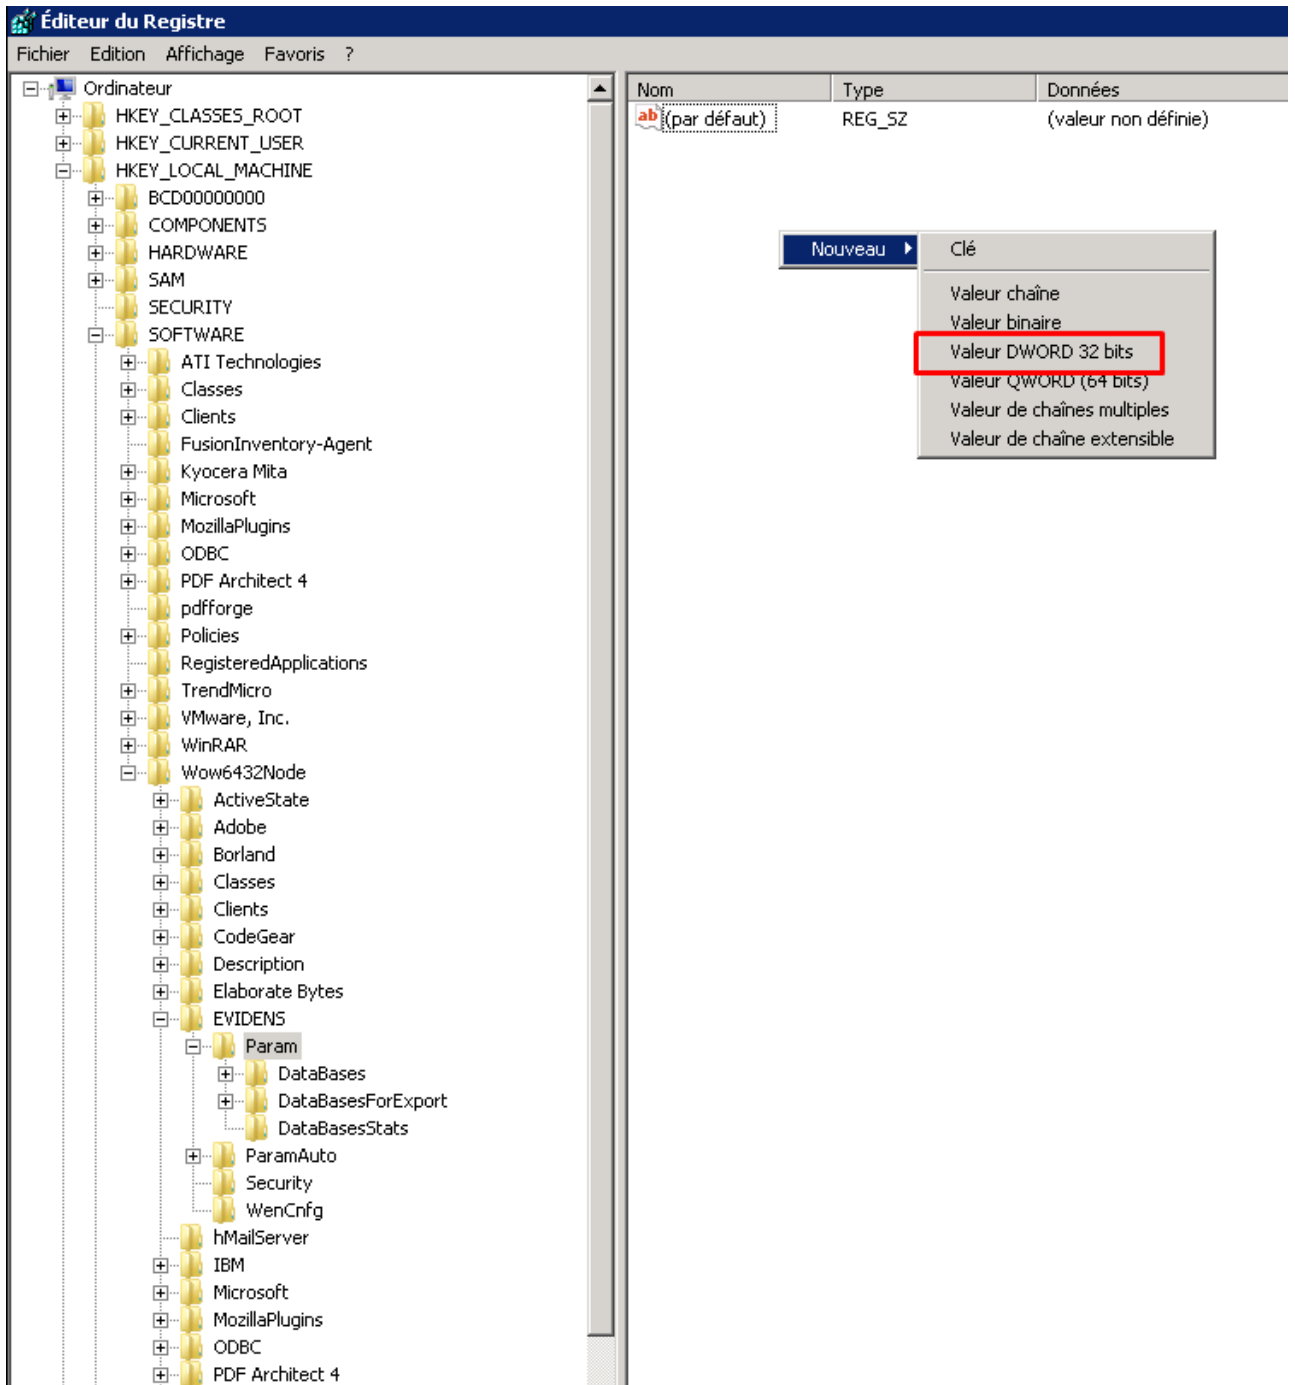 Éditeur du Registre
Fichier Edition Affichage Favoris ?
Ordinateur
HKEY_CLASSES_ROOT
HKEY_CURRENT_USER
HKEY_LOCAL_MACHINE
BCD00000000
COMPONENTS
HARDWARE
SAM
SECURITY
SOFTWARE
ATI Technologies
Classes
Clients
FusionInventory-Agent
Kyocera Mita
Microsoft
MozillaPlugins
ODBC
PDF Architect 4
pdfforge
Policies
RegisteredApplications
TrendMicro
VMware, Inc.
WinRAR
Wow6432Node
ActiveState
Adobe
Borland
Classes
Clients
CodeGear
Description
Elaborate Bytes
EVIDENS
Param
DataBases
DataBasesForExport
DataBasesStats
ParamAuto
Security
WenCnfg
hMailServer
IBM
Microsoft
MozillaPlugins
ODBC
PDF Architect 4
Nom Type Données
ab (par défaut) REG_SZ (valeur non définie)
Nouveau
Clé
Valeur chaîne
Valeur binaire
Valeur DWORD 32 bits
Valeur QWORD (64 bits)
Valeur de chaînes multiples
Valeur de chaîne extensible